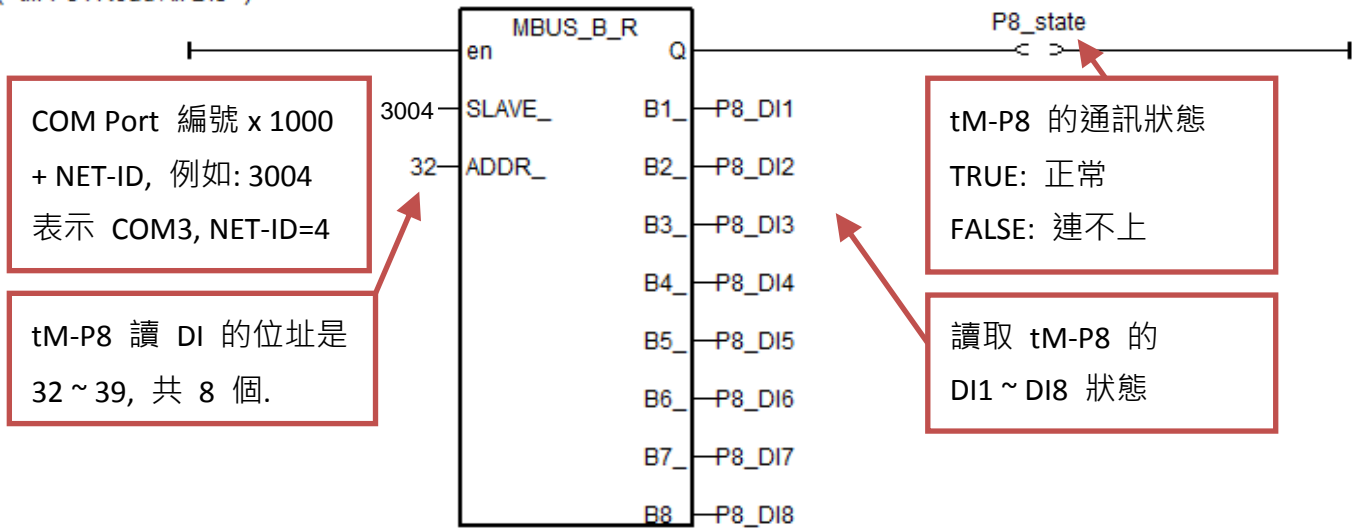 MBUS_B_R
P8_state
en
Q
COM Port 編號 x 1000
+ NET-ID, 例如: 3004
表示 COM3, NET-ID=4
3004
SLAVE_
B1_
P8_DI1
32
ADDR_
B2_
P8_DI2
B3_
P8_DI3
B4_
P8_DI4
B5_
P8_DI5
B6_
P8_DI6
B7_
P8_DI7
B8
P8_DI8
tM-P8 的通訊狀態
TRUE: 正常
FALSE: 連不上
tM-P8 讀 DI 的位址是
32 ~ 39, 共 8 個.
讀取 tM-P8 的
DI1 ~ DI8 狀態